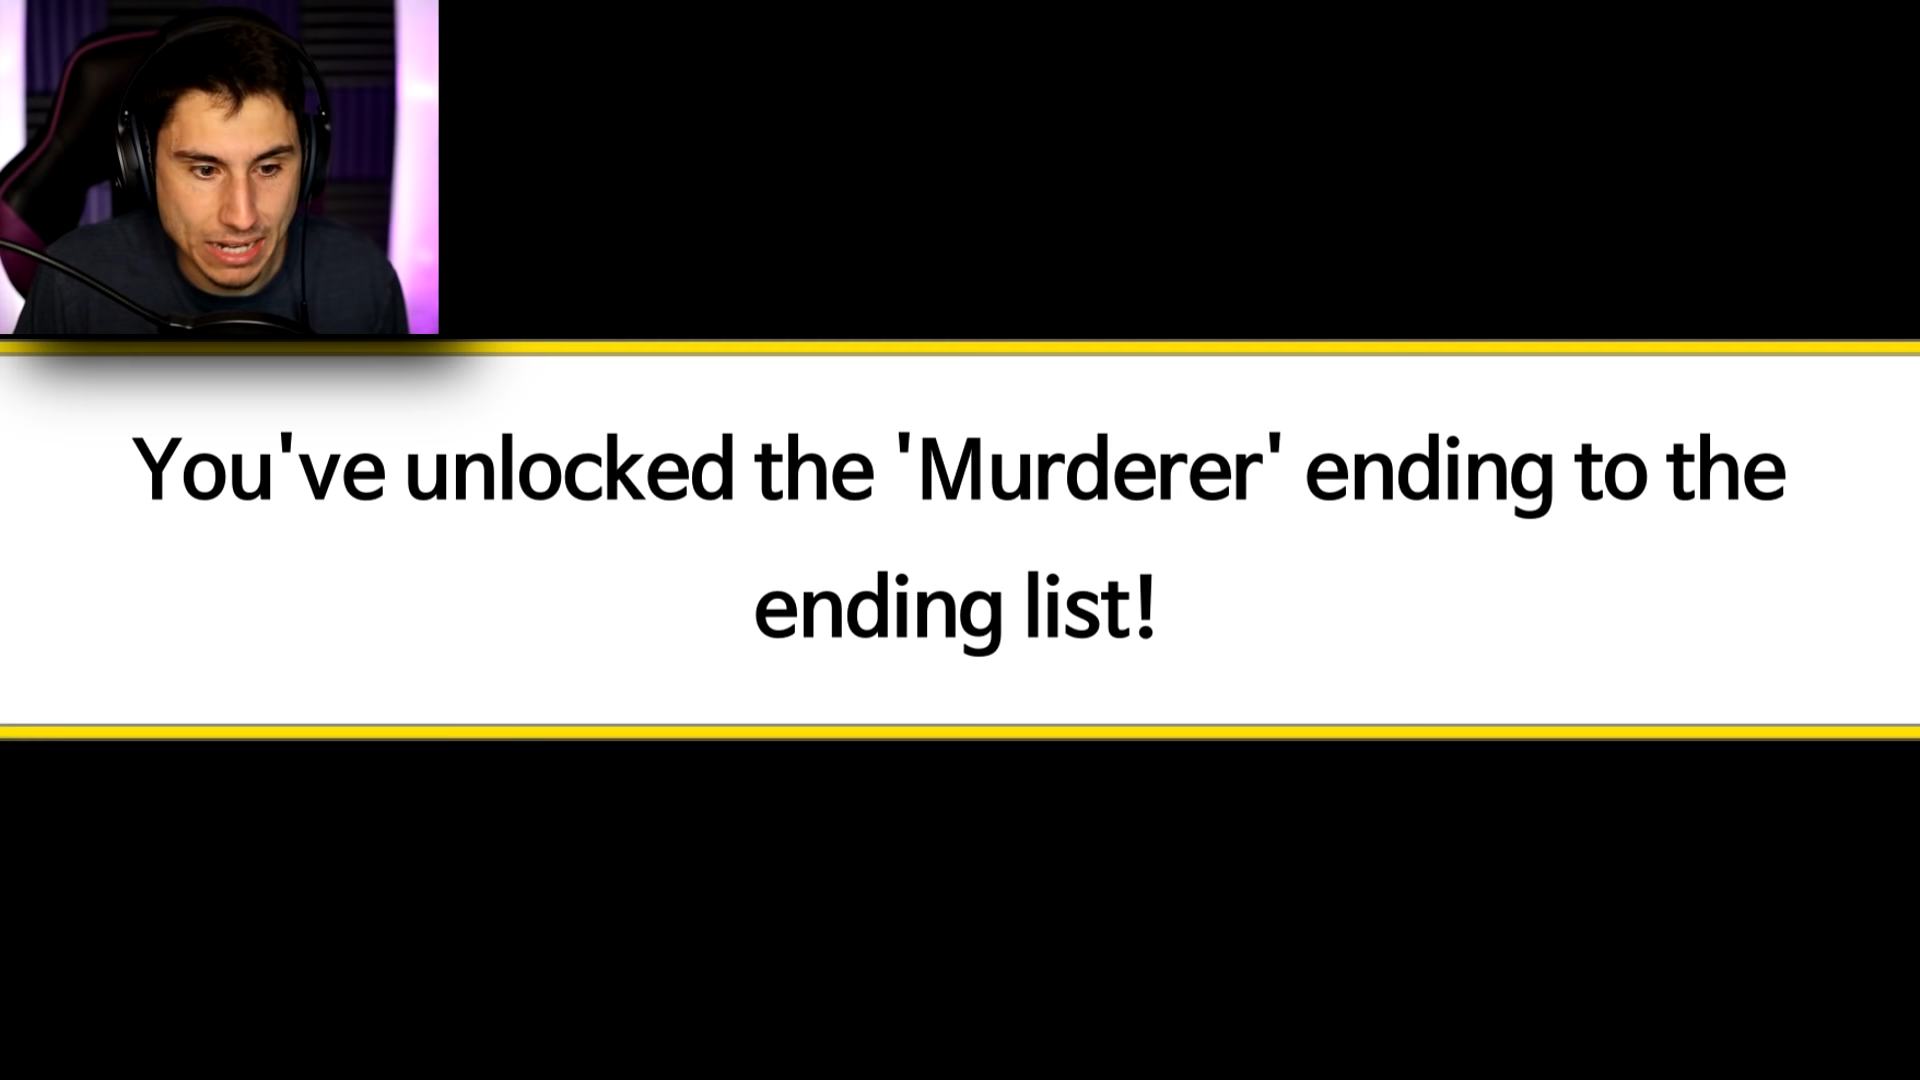 You've unlocked the 'Murderer' ending to the
ending list!